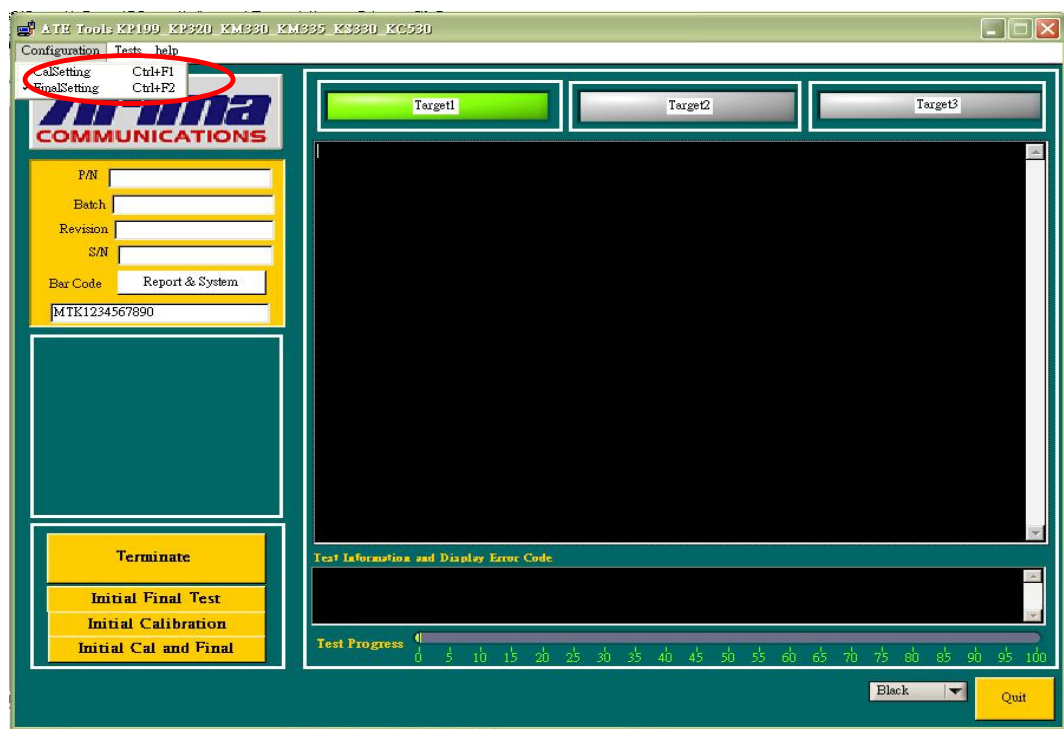 ATE Tools KP199_KP320_KM330_KM335_KS330_KC530
Configuration Tests help
CalSetting Ctrl+F1
FinalSetting Ctrl+F2
COMMUNICATIONS
Target1 Target2 Target3
P/N
Batch
Revision
S/N
Bar Code Report & System
MTK1234567890
Terminate
Initial Final Test
Initial Calibration
Initial Cal and Final
Test Information and Display Error Code
Test Progress
0 5 10 15 20 25 30 35 40 45 50 55 60 65 70 75 80 85 90 95 100
Black
Quit